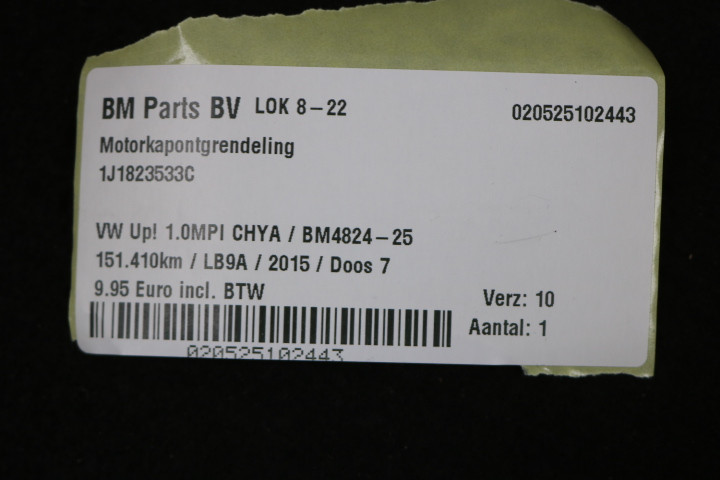 BM Parts BV LOK 8-22 020525102443
Motorkapontgrendeling
1J1823533C
VW Up! 1.0MPI CHYA / BM4824-25
151.410km / LB9A / 2015 / Doos 7
9.95 Euro incl. BTW
Verz: 10
Aantal: 1
020525102443